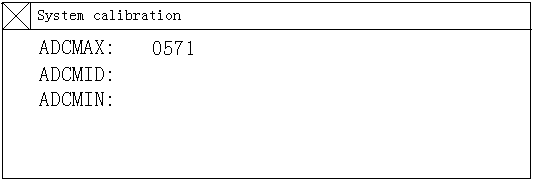 System calibration
ADCMAX: 0571
ADCMID:
ADCMIN: